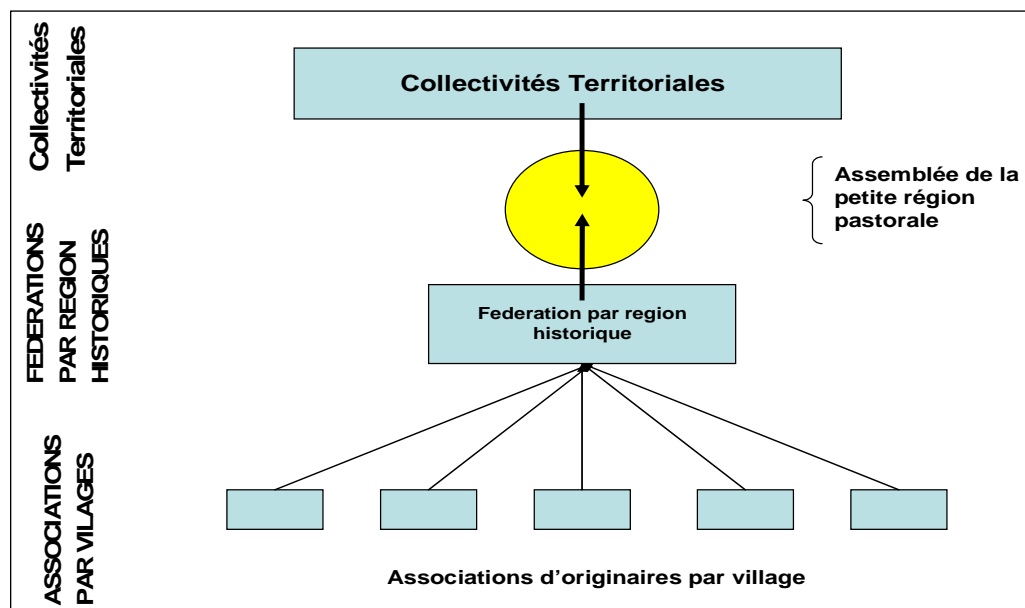 Collectivités
Territoriales
Collectivités Territoriales
Assemblée de la
petite région
pastorale
FEDERATIONS
PAR REGION
HISTORIQUES
Federation par region
historique
ASSOCIATIONS
PAR VILAGES
Associations d’originaires par village